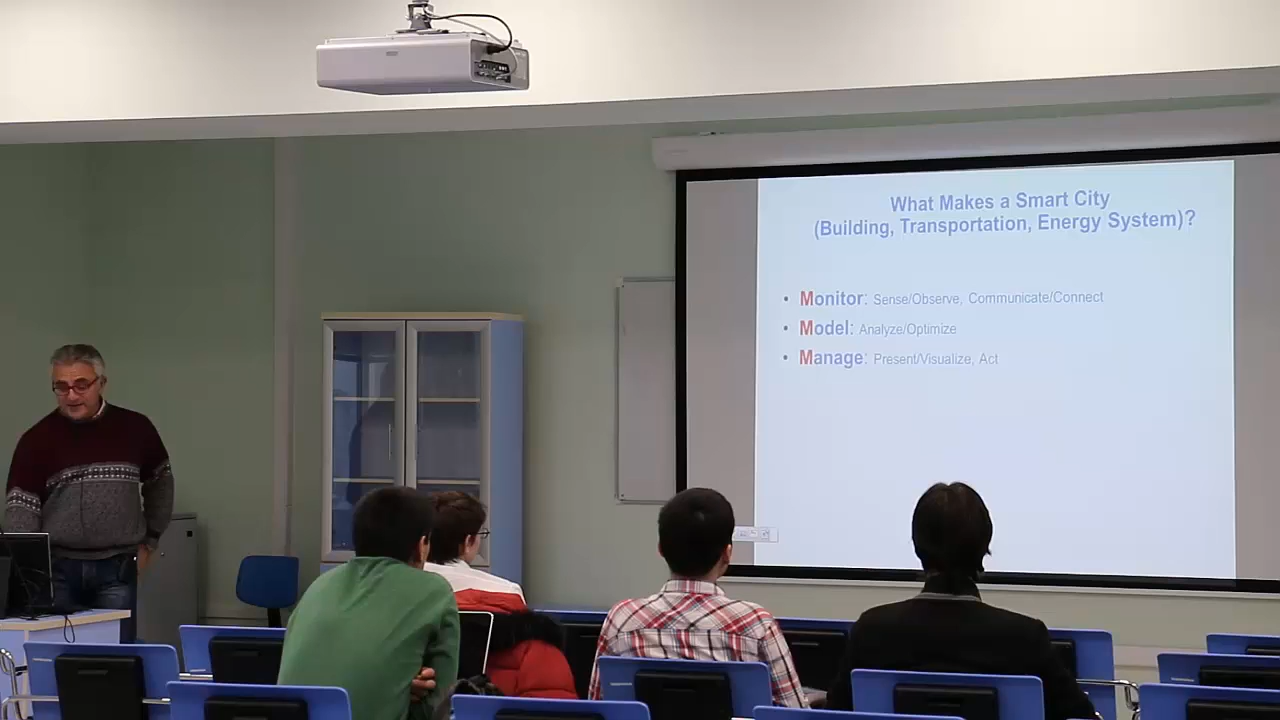 What Makes a Smart City
(Building, Transportation, Energy System)?
• Monitor: Sense/Observe, Communicate/Connect
• Model: Analyze/Optimize
• Manage: Present/Visualize, Act